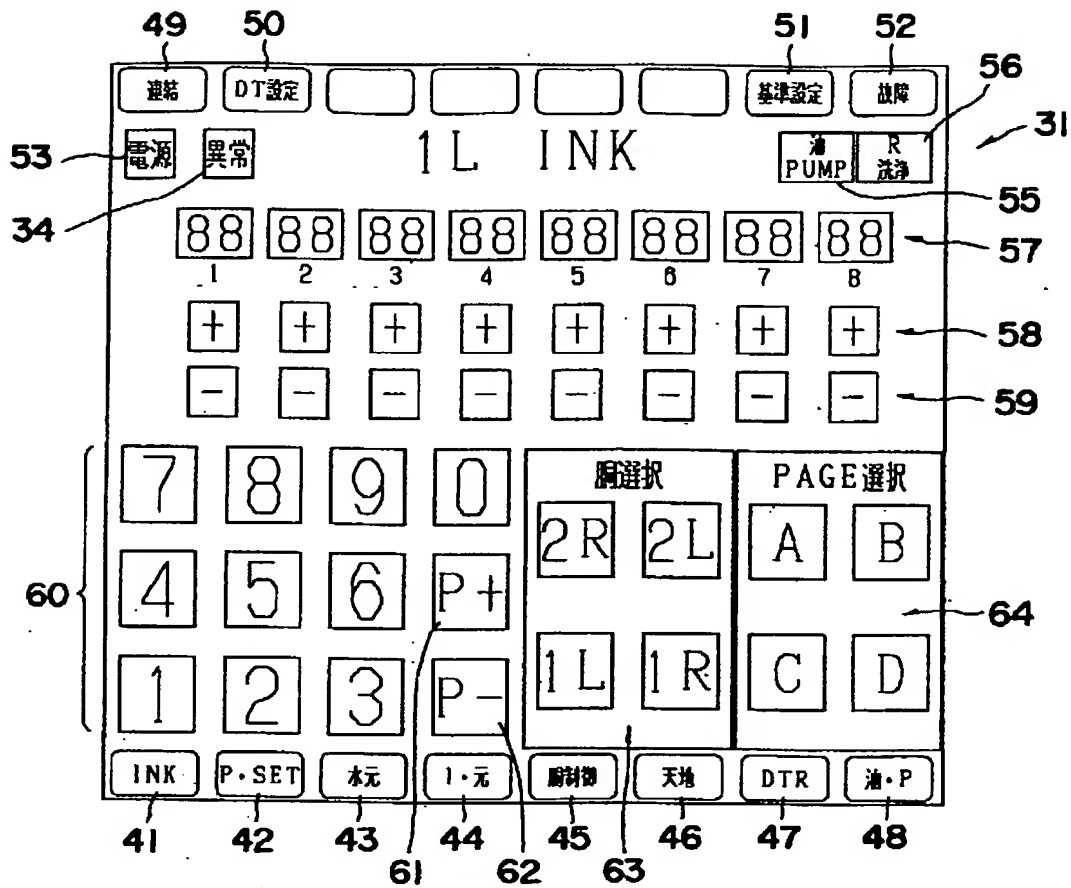 49 50 51 52
連結 DT設定 基準設定 故障
56
53 電源 異常 1L INK 油 PUMP R 洗浄 31
34 55
88 88 88 88 88 88 88 88 57
1 2 3 4 5 6 7 8
+ + + + + + + + 58
- - - - - - - - 59
7 8 9 0 胴選択 PAGE選択
2R 2L A B
60 4 5 6 P+ 64
1 2 3 P- 1L 1R C D
INK P・SET 水元 I・元 胴制御 天地 DTR 油・P
41 42 43 61 44 62 45 63 46 47 48